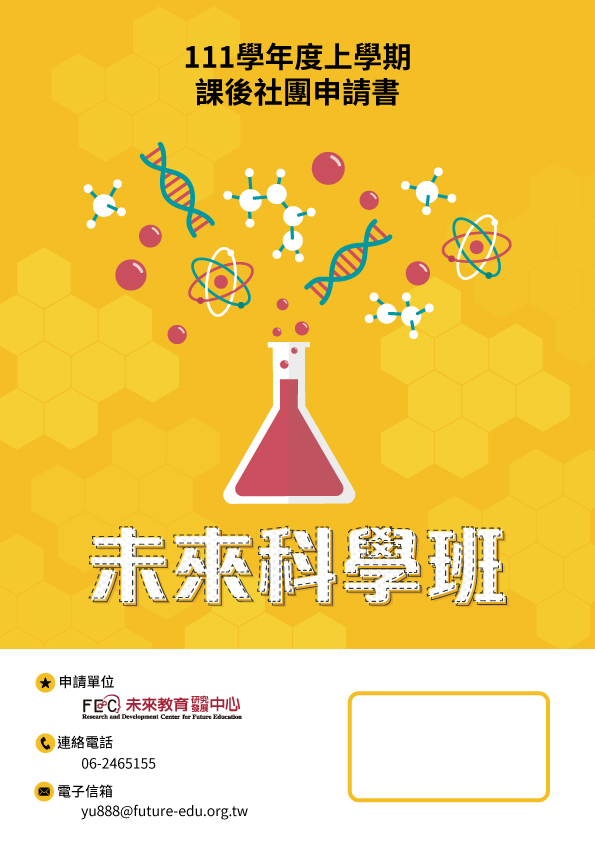 111學年度上學期
課後社團申請書
未來科學班
申請單位
FEC 未來教育研究發展中心
Research and Development Center for Future Education
連絡電話
06-2465155
電子信箱
yu888@future-edu.org.tw